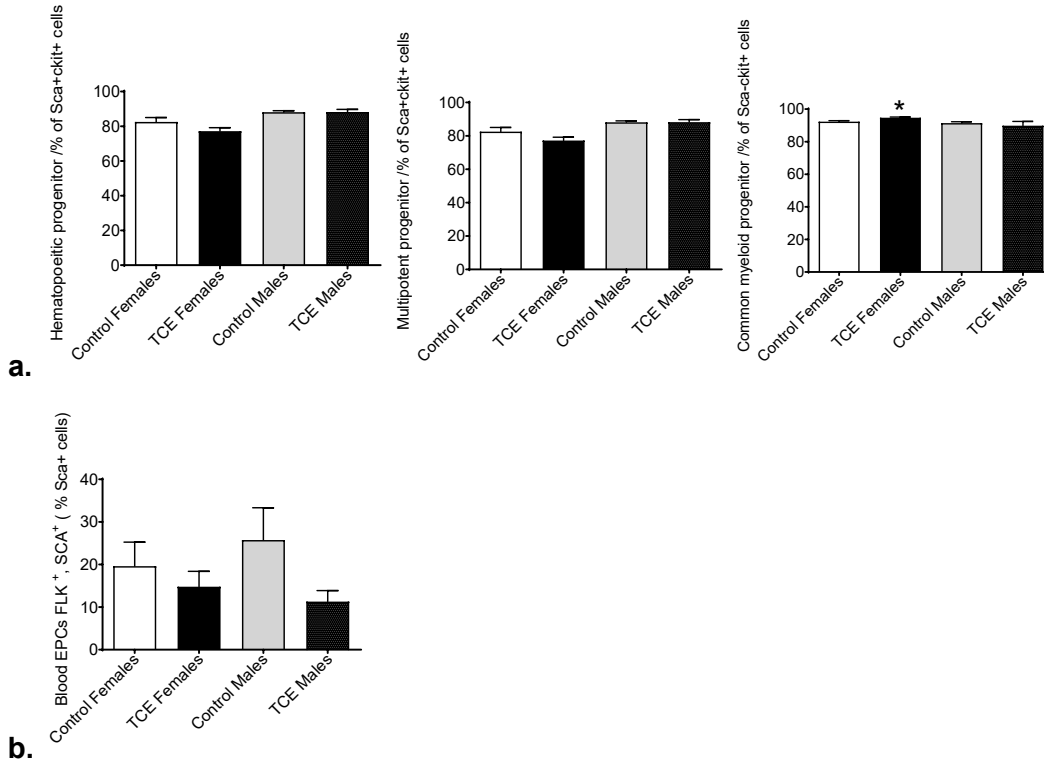 Hematopoeitic progenitor /% of Sca+ckit+ cells
100
80
60
40
20
0
Control Females
TCE Females
Control Males
TCE Males
Multipotent progenitor /% of Sca+ckit+ cells
100
80
60
40
20
0
Control Females
TCE Females
Control Males
TCE Males
Common myeloid progenitor /% of Sca-ckit+ cells
100
80
60
40
20
0
*
Control Females
TCE Females
Control Males
TCE Males
a.
Blood EPCs FLK +, SCA+ ( % Sca+ cells)
40
30
20
10
0
Control Females
TCE Females
Control Males
TCE Males
b.